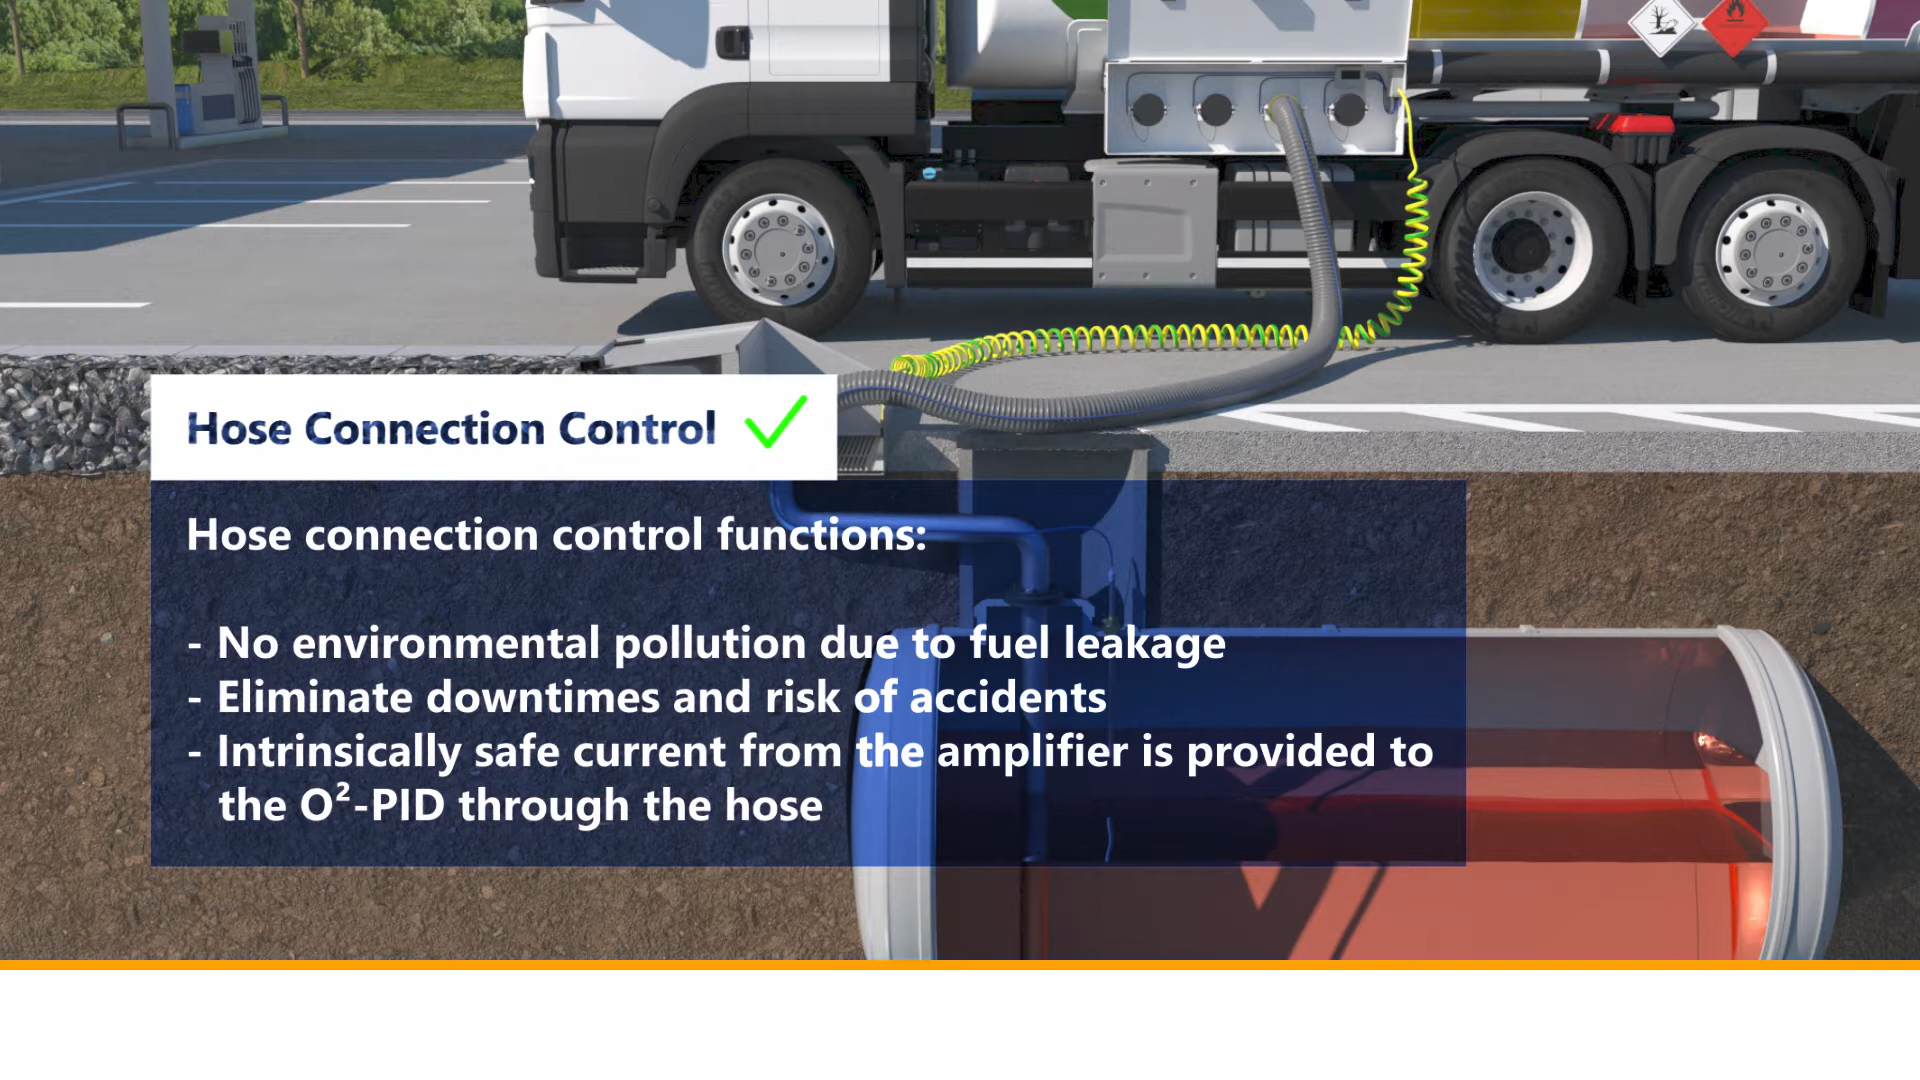 Hose Connection Control
Hose connection control functions:
- No environmental pollution due to fuel leakage
- Eliminate downtimes and risk of accidents
- Intrinsically safe current from the amplifier is provided to
the O²-PID through the hose